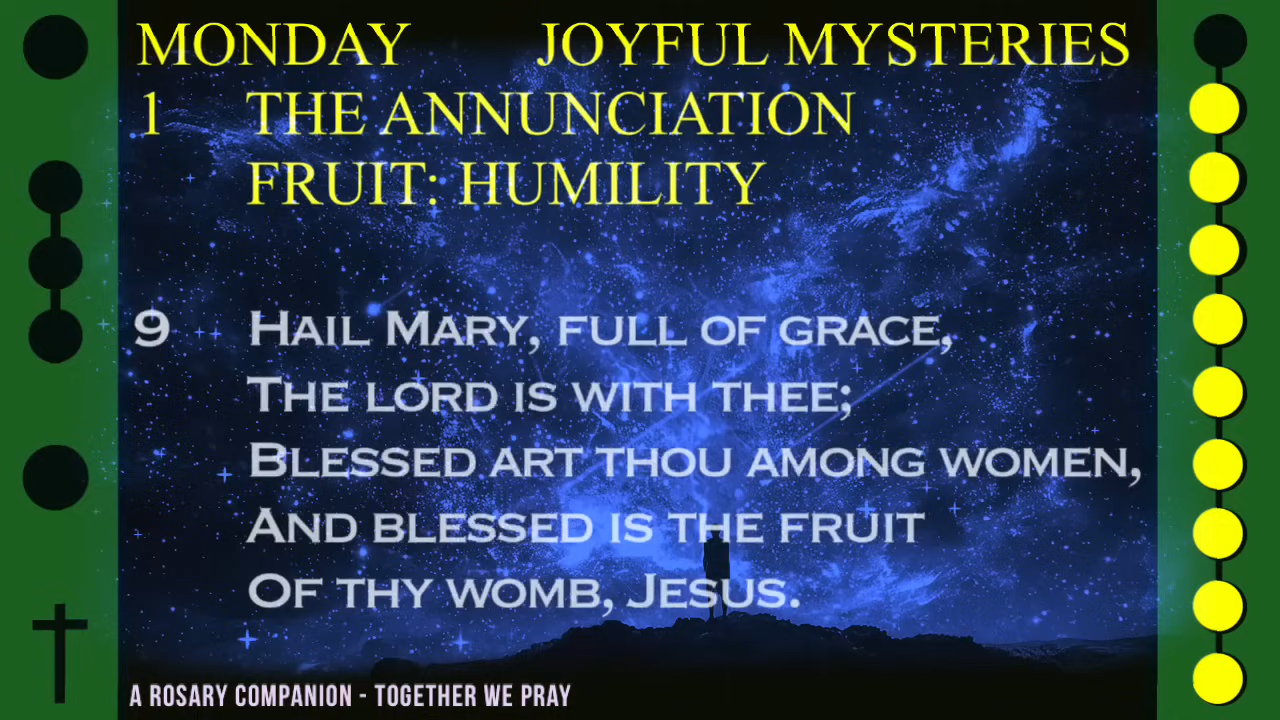 MONDAY JOYFUL MYSTERIES
1 THE ANNUNCIATION
FRUIT: HUMILITY
9 HAIL MARY, FULL OF GRACE,
THE LORD IS WITH THEE;
BLESSED ART THOU AMONG WOMEN,
AND BLESSED IS THE FRUIT
OF THY WOMB, JESUS.
A ROSARY COMPANION - TOGETHER WE PRAY